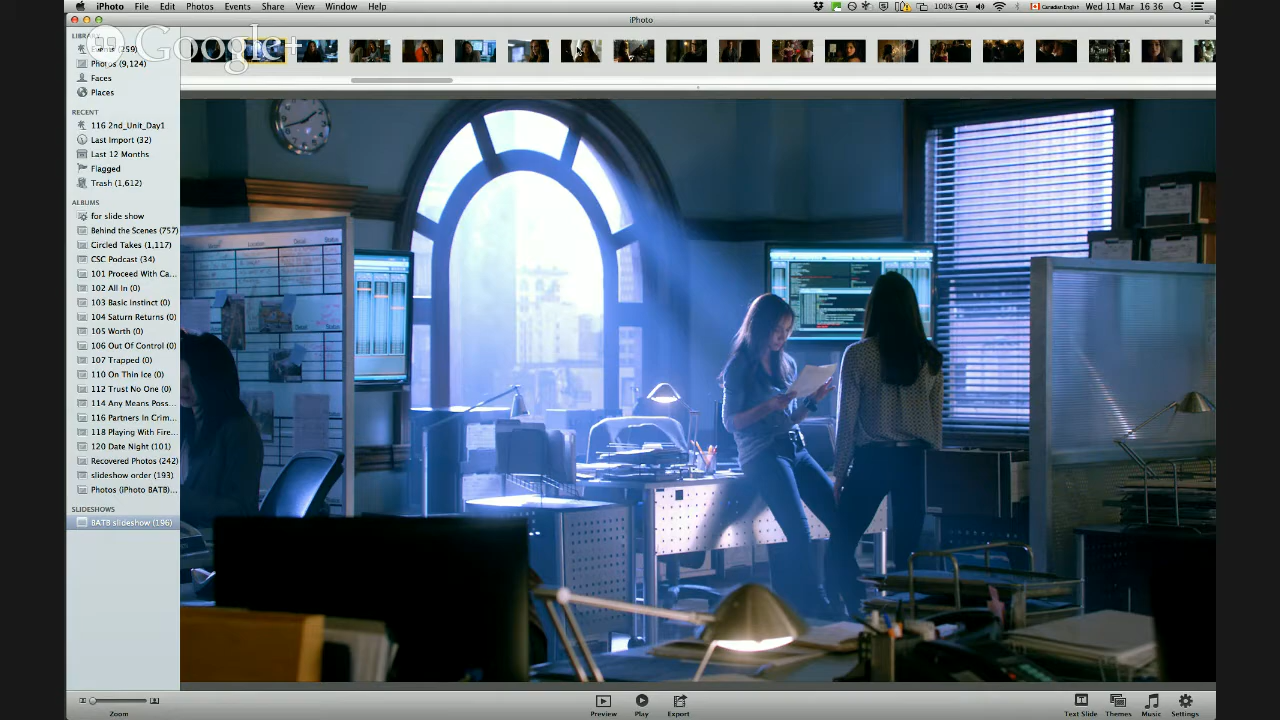 iPhoto File Edit Photos Events Share View Window Help
100% Canadian English Wed 11 Mar 16 36
iPhoto
Google+
Photos (9,124)
Faces
Places
RECENT
116 2nd_Unit_Day1
Last Import (32)
Last 12 Months
Flagged
Trash (1,612)
ALBUMS
for slide show
Behind the Scenes (757)
Circled Takes (1,117)
CSC Podcast (34)
101 Proceed With Ca...
102 All In (0)
103 Basic Instinct (0)
104 Saturn Returns (0)
105 Worth (0)
106 Out Of Control (0)
107 Trapped (0)
110 On Thin Ice (0)
112 Trust No One (0)
114 Any Means Poss...
116 Partners In Crim...
118 Playing With Fire...
120 Date Night (101)
Recovered Photos (242)
slideshow order (193)
Photos (iPhoto BATB)...
SLIDESHOWS
BATB slideshow (196)
Location Detail Status
Detail Status
Zoom
Preview Play Export
Text Slide Themes Music Settings